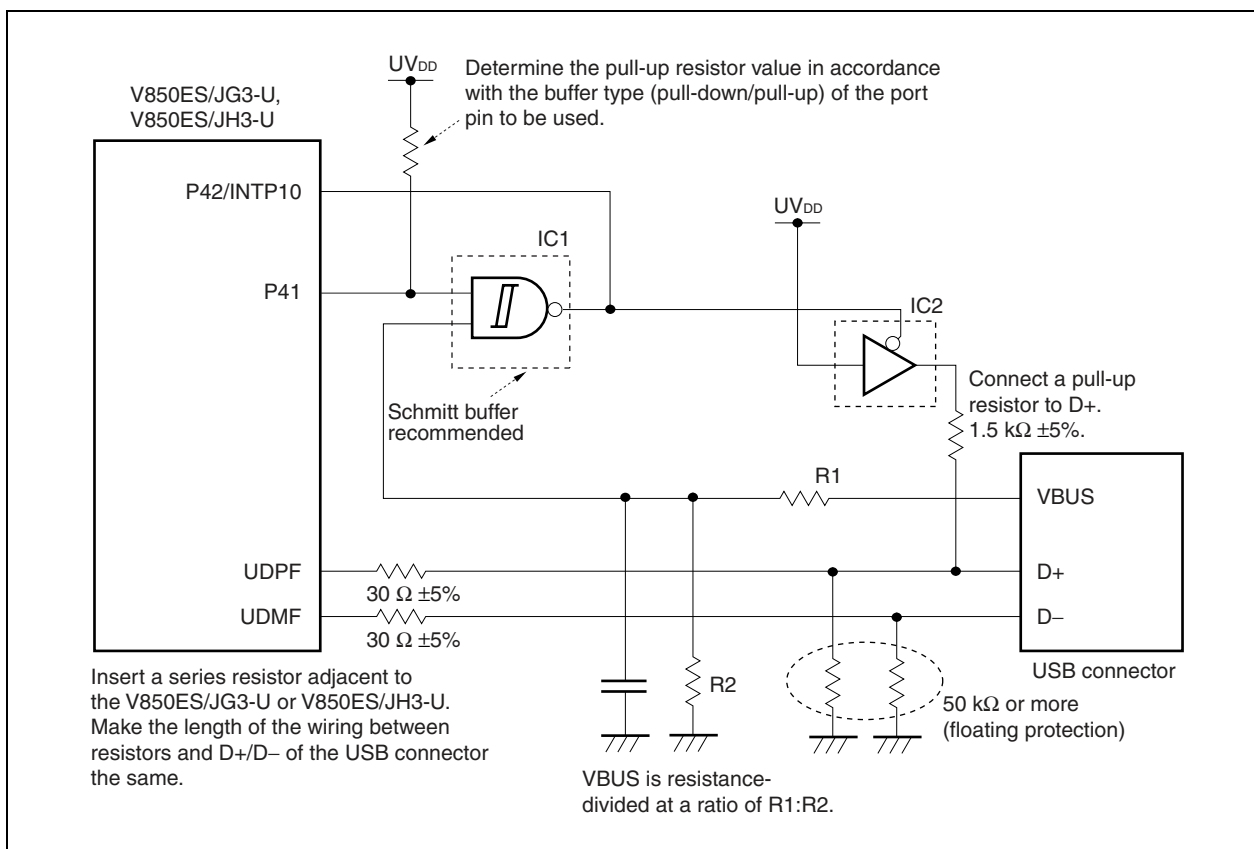 UVDD
Determine the pull-up resistor value in accordance
with the buffer type (pull-down/pull-up) of the port
pin to be used.
V850ES/JG3-U,
V850ES/JH3-U
P42/INTP10
UVDD
IC1
P41
IC2
Schmitt buffer
recommended
Connect a pull-up
resistor to D+.
1.5 kΩ ±5%.
R1
VBUS
UDPF
30 Ω ±5%
D+
UDMF
30 Ω ±5%
D−
USB connector
Insert a series resistor adjacent to
the V850ES/JG3-U or V850ES/JH3-U.
Make the length of the wiring between
resistors and D+/D− of the USB connector
the same.
R2
50 kΩ or more
(floating protection)
VBUS is resistance-
divided at a ratio of R1:R2.